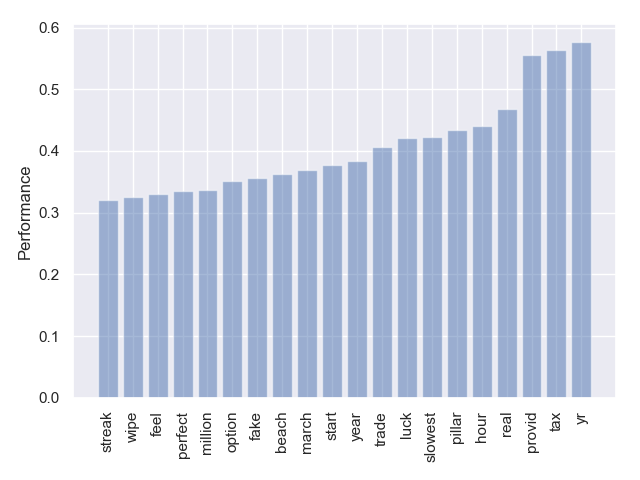 0.6
0.5
0.4
0.3
0.2
0.1
0.0
Performance
streak
wipe
feel
perfect
million
option
fake
beach
march
start
year
trade
luck
slowest
pillar
hour
real
provid
tax
yr